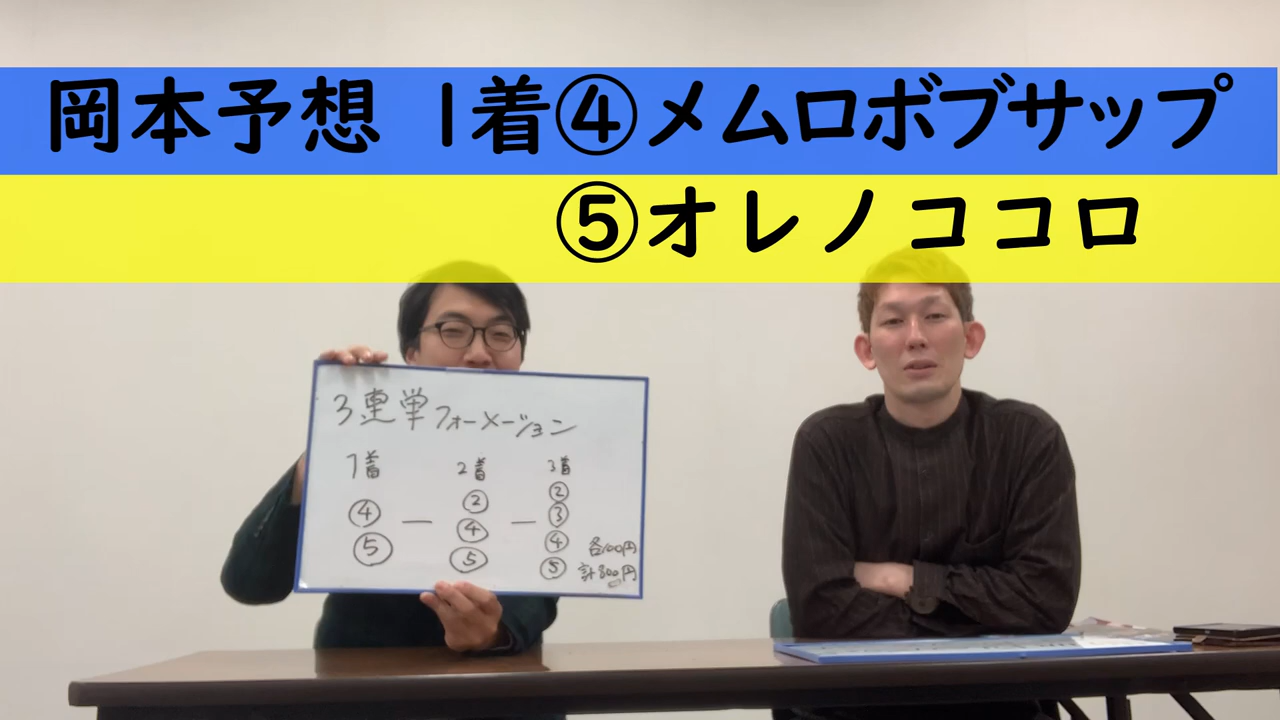 岡本予想 1着④メムロボブサップ
⑤オレノココロ
3連単フォーメーション
1着 2着 3着
②
④ ② ③
— ④ — ④
⑤ ⑤ ⑤
各100円
計800円